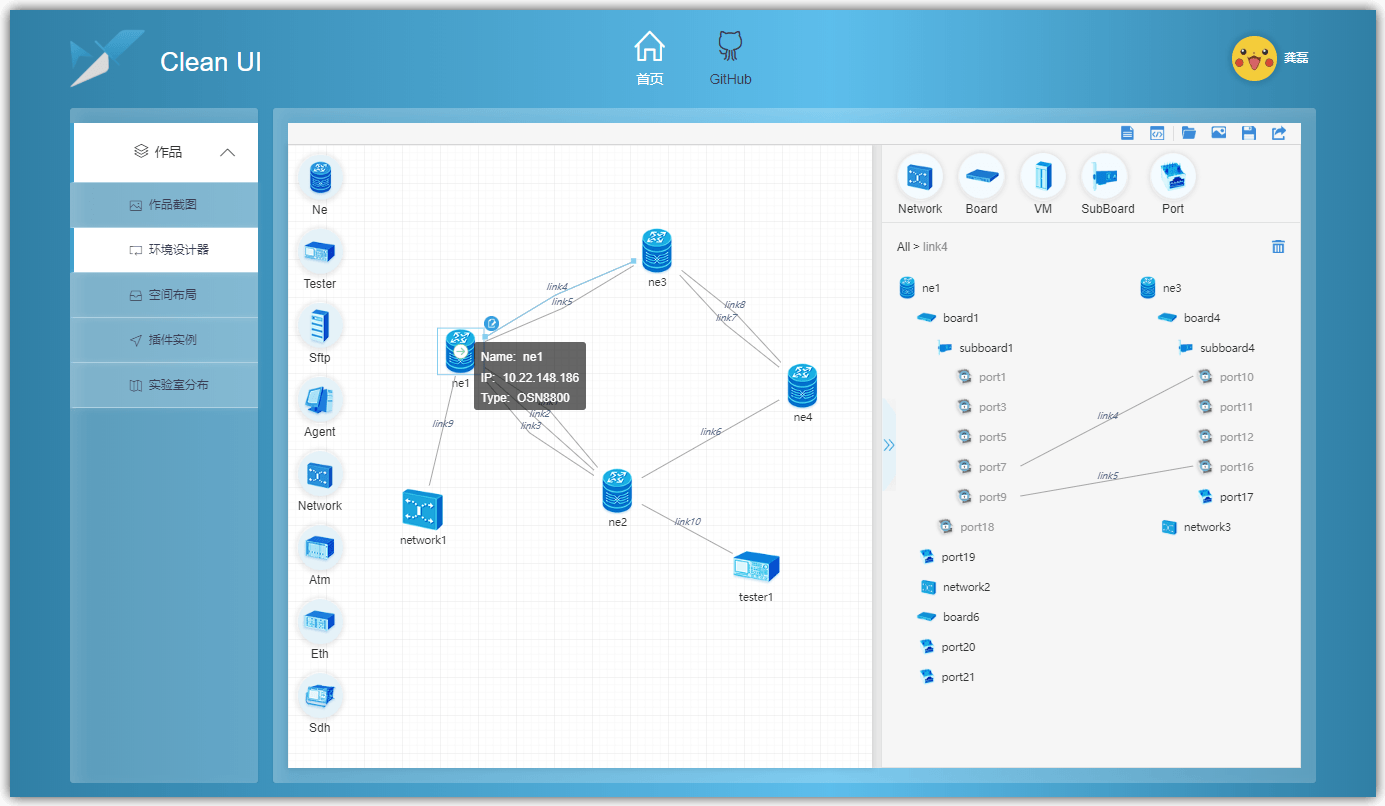 Clean UI
首页
GitHub
龚磊
作品
作品截图
环境设计器
空间布局
插件实例
实验室分布
Ne
Tester
Sftp
Agent
Network
Atm
Eth
Sdh
ne3
link4
link5
link8
link7
ne1
Name: ne1
IP: 10.22.148.186
Type: OSN8800
link9
link2
link3
ne4
link6
network1
ne2
link10
tester1
Network
Board
VM
SubBoard
Port
All > link4
ne1
board1
subboard1
port1
port3
port5
port7
port9
port18
port19
network2
board6
port20
port21
link4
link5
ne3
board4
subboard4
port10
port11
port12
port16
port17
network3